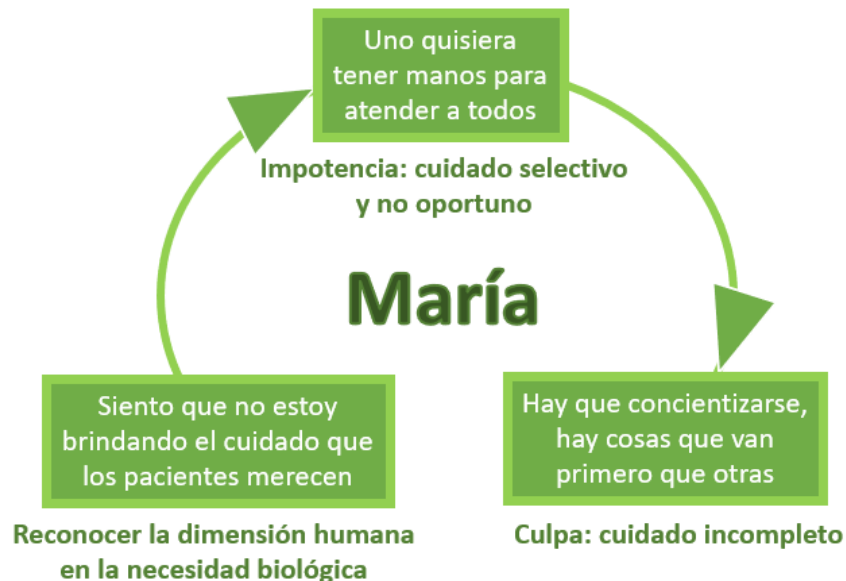 Uno quisiera
tener manos para
atender a todos
Impotencia: cuidado selectivo
y no oportuno
María
Siento que no estoy
brindando el cuidado que
los pacientes merecen
Reconocer la dimensión humana
en la necesidad biológica
Hay que concientizarse,
hay cosas que van
primero que otras
Culpa: cuidado incompleto